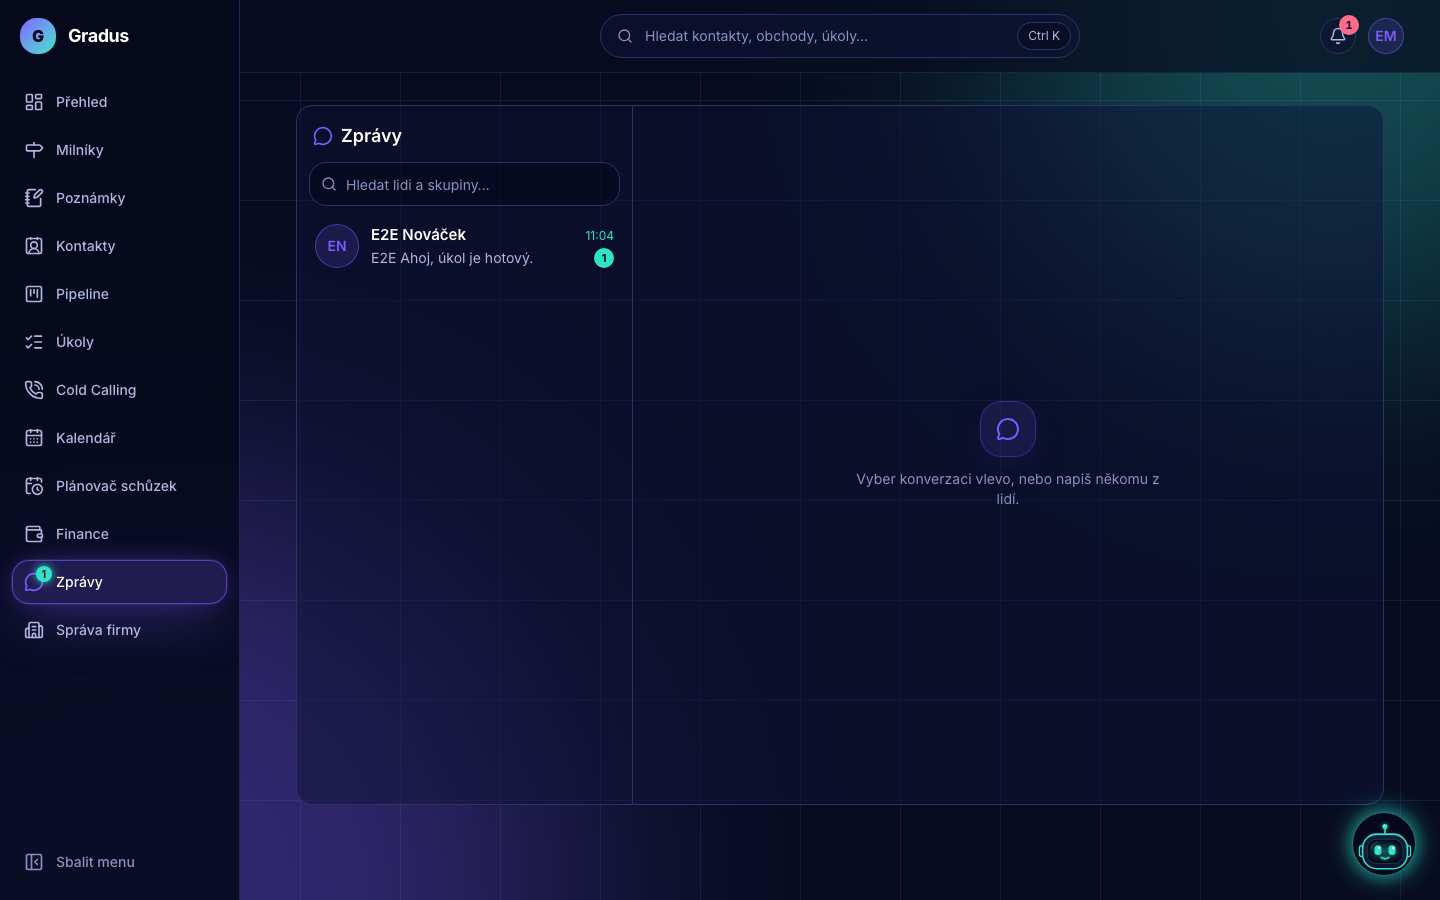 G Gradus
Hledat kontakty, obchody, úkoly... Ctrl K
1
EM
Přehled
Milníky
Poznámky
Kontakty
Pipeline
Úkoly
Cold Calling
Kalendář
Plánovač schůzek
Finance
1 Zprávy
Správa firmy
Sbalit menu
Zprávy
Hledat lidi a skupiny...
EN
E2E Nováček 11:04
E2E Ahoj, úkol je hotový. 1
Vyber konverzaci vlevo, nebo napiš někomu z
lidí.